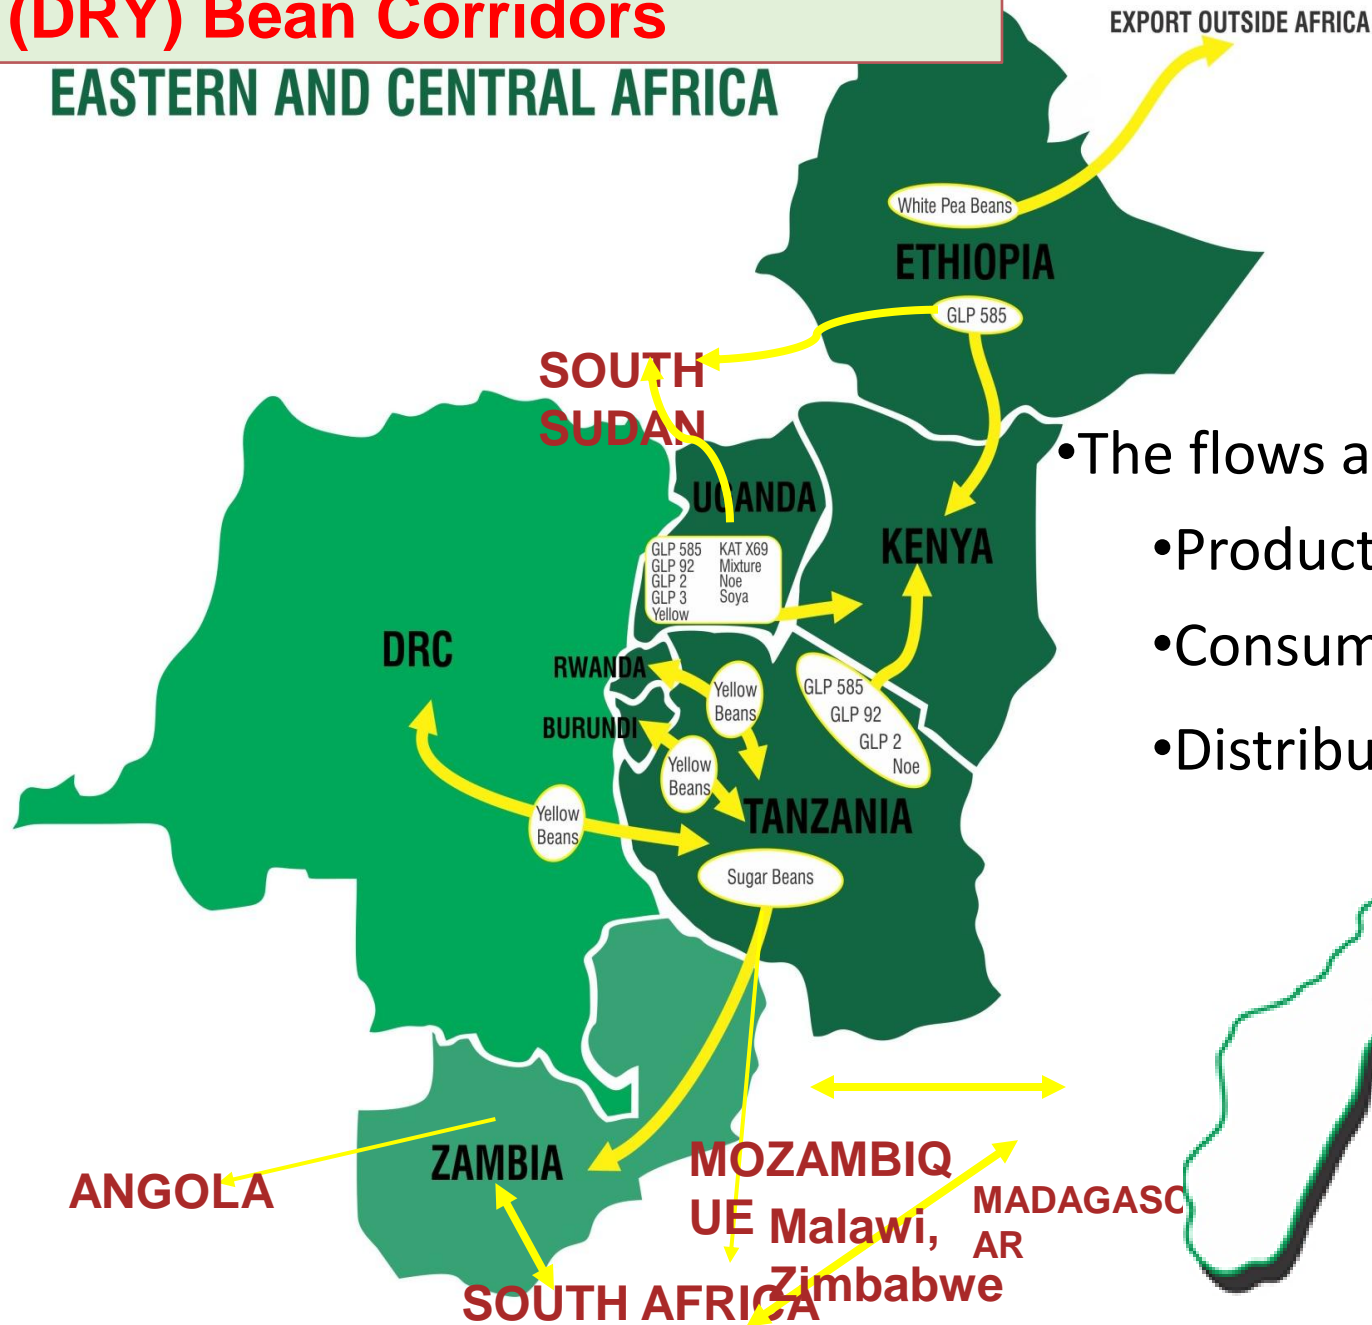 (DRY) Bean Corridors
EXPORT OUTSIDE AFRICA
EASTERN AND CENTRAL AFRICA
White Pea Beans
ETHIOPIA
GLP 585
SOUTH
SUDAN
•The flows a
UGANDA
•Product
KENYA
GLP 585 KAT X69
GLP 92 Mixture
GLP 2 Noe
GLP 3 Soya
Yellow
•Consum
DRC
RWANDA
Yellow
Beans
GLP 585
GLP 92
GLP 2
Noe
BURUNDI
•Distribu
Yellow
Beans
Yellow
Beans
TANZANIA
Sugar Beans
ZAMBIA
ANGOLA
MOZAMBIQ
UE
Malawi,
Zimbabwe
MADAGASC
AR
SOUTH AFRICA